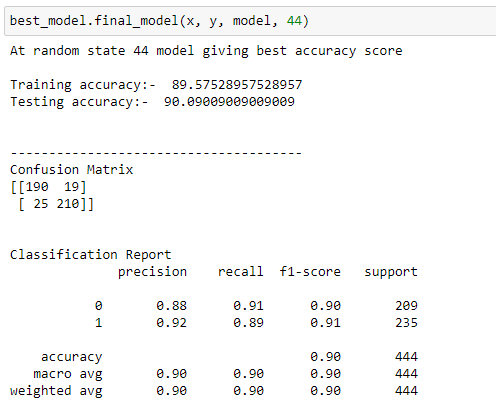 best_model.final_model(x, y, model, 44)
At random state 44 model giving best accuracy score
Training accuracy:-  89.57528957528957
Testing accuracy:-  90.09009009009009
--------------------------------------
Confusion Matrix
[[190  19]
 [ 25 210]]
Classification Report
              precision    recall  f1-score   support
           0       0.88      0.91      0.90       209
           1       0.92      0.89      0.91       235
    accuracy                           0.90       444
   macro avg       0.90      0.90      0.90       444
weighted avg       0.90      0.90      0.90       444